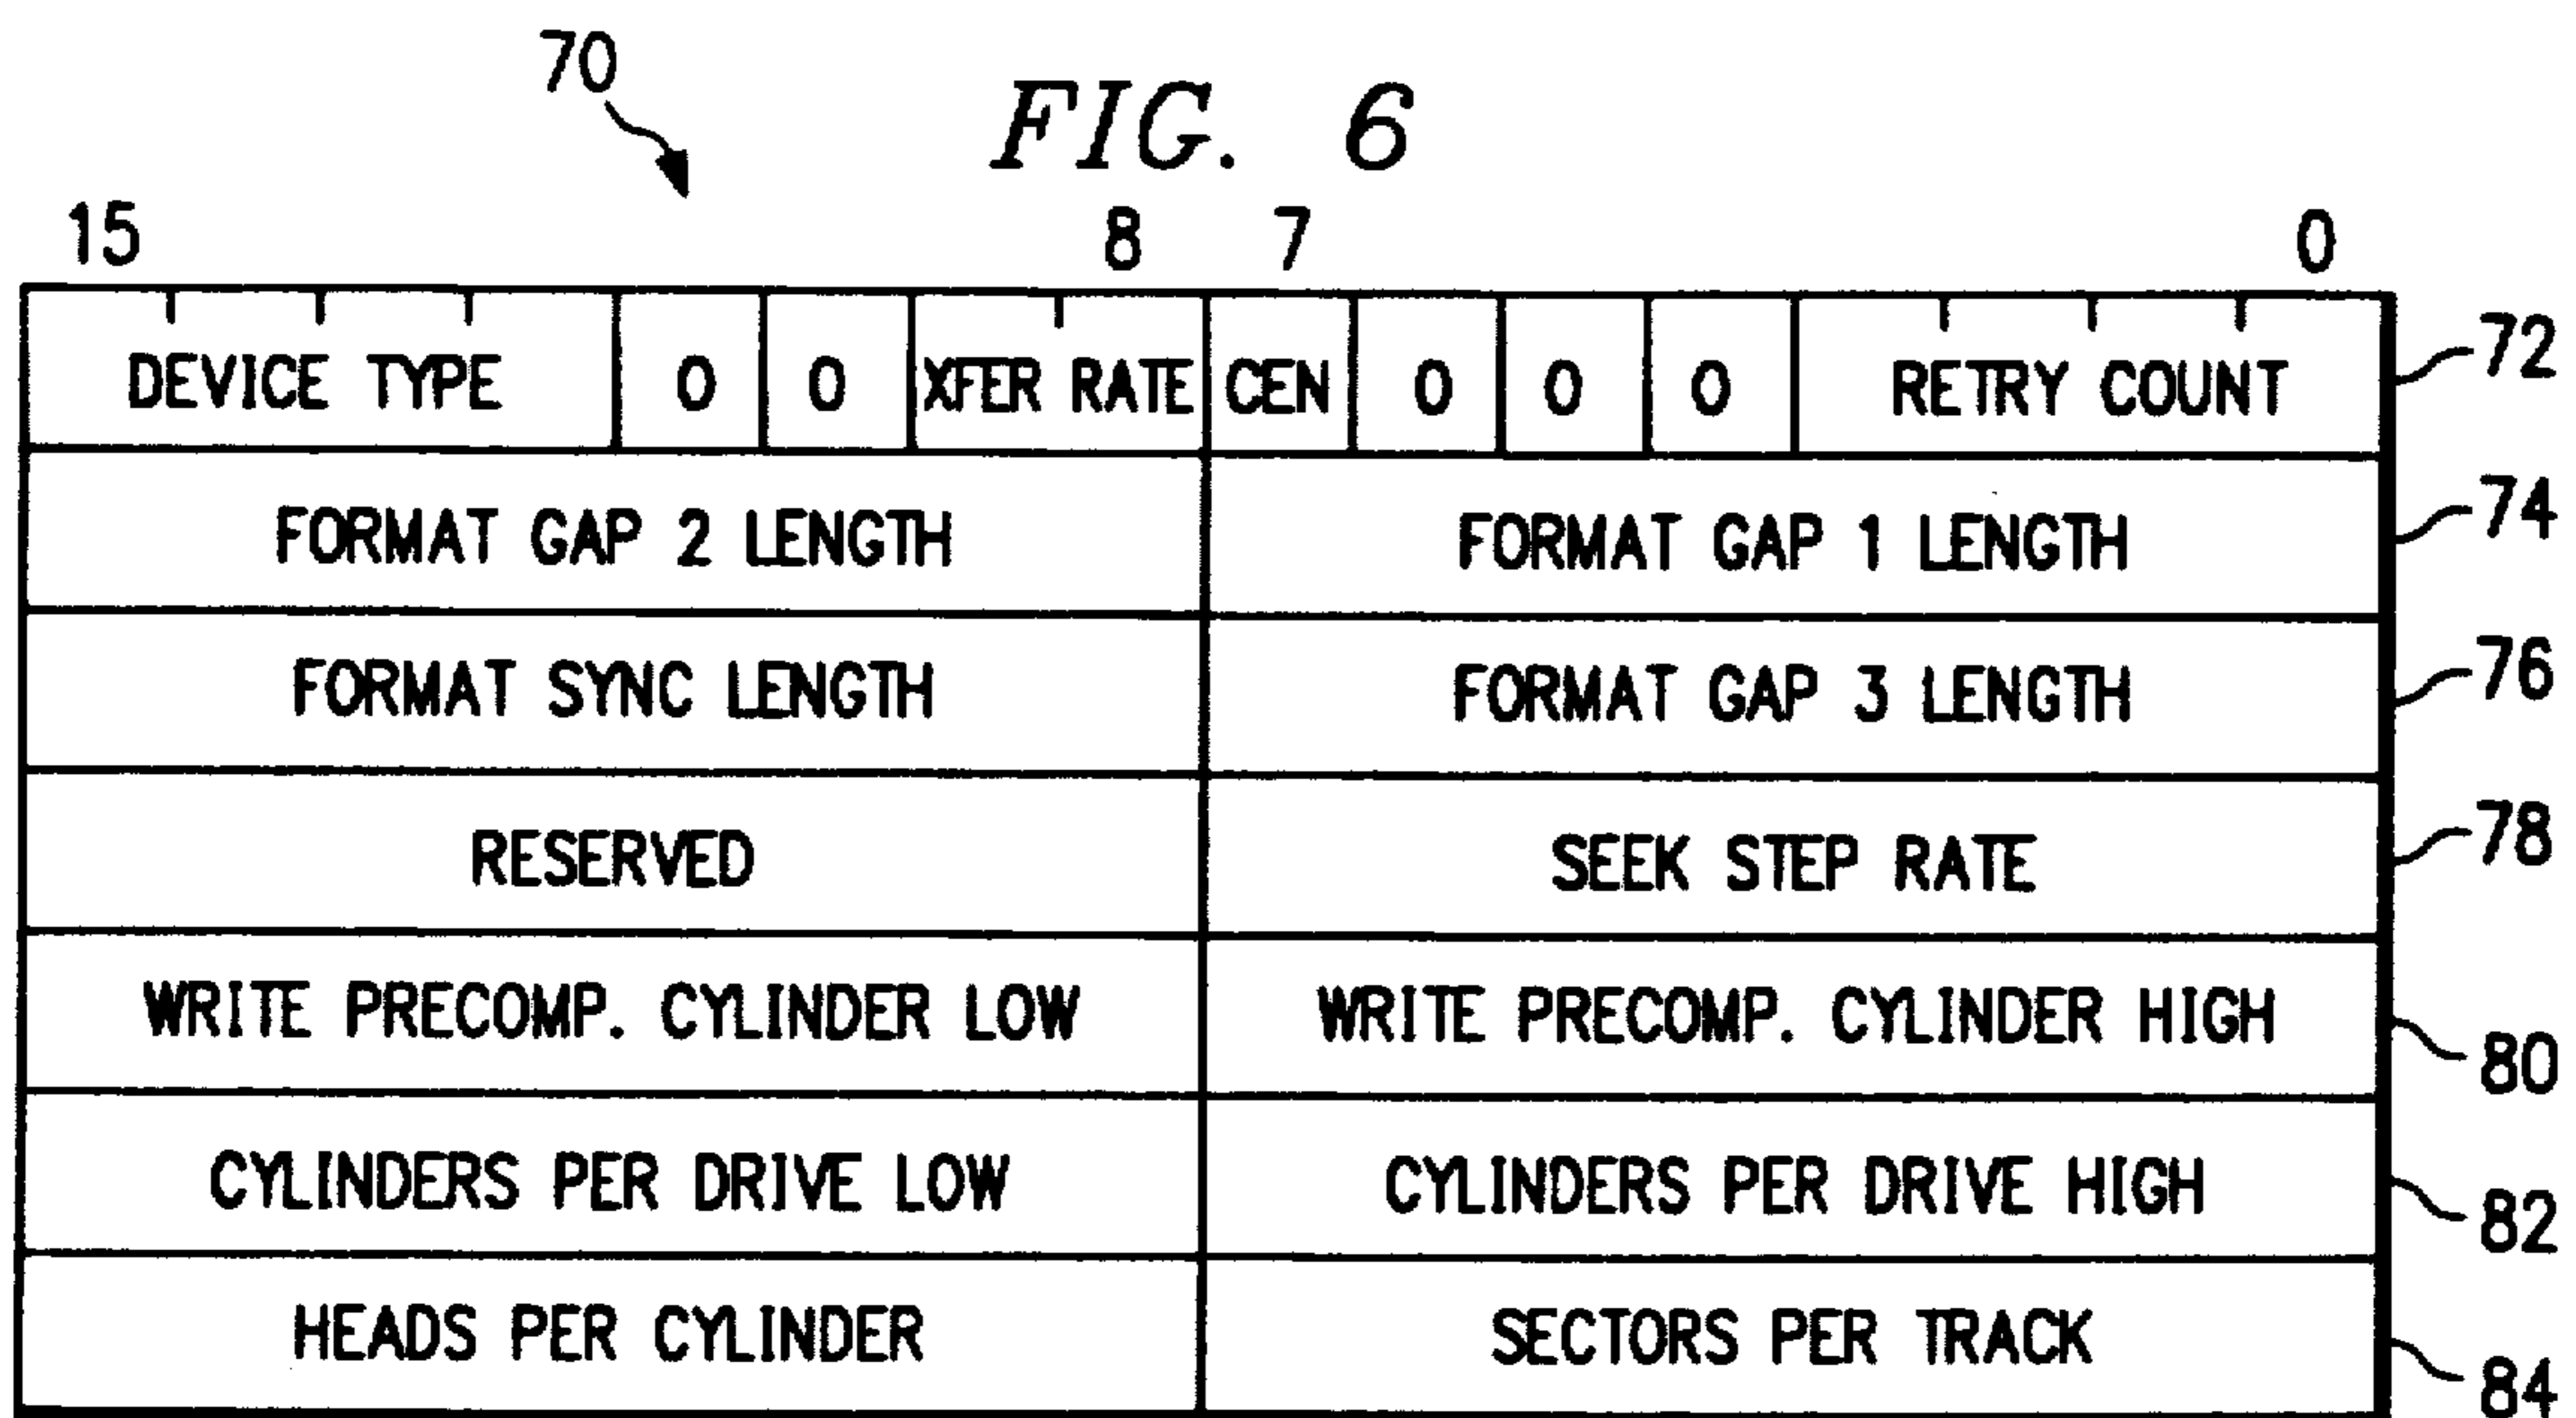 70
FIG. 6
15 8 7 0
DEVICE TYPE 0 0 XFER RATE CEN 0 0 0 RETRY COUNT 72
FORMAT GAP 2 LENGTH FORMAT GAP 1 LENGTH 74
FORMAT SYNC LENGTH FORMAT GAP 3 LENGTH 76
RESERVED SEEK STEP RATE 78
WRITE PRECOMP. CYLINDER LOW WRITE PRECOMP. CYLINDER HIGH 80
CYLINDERS PER DRIVE LOW CYLINDERS PER DRIVE HIGH 82
HEADS PER CYLINDER SECTORS PER TRACK 84